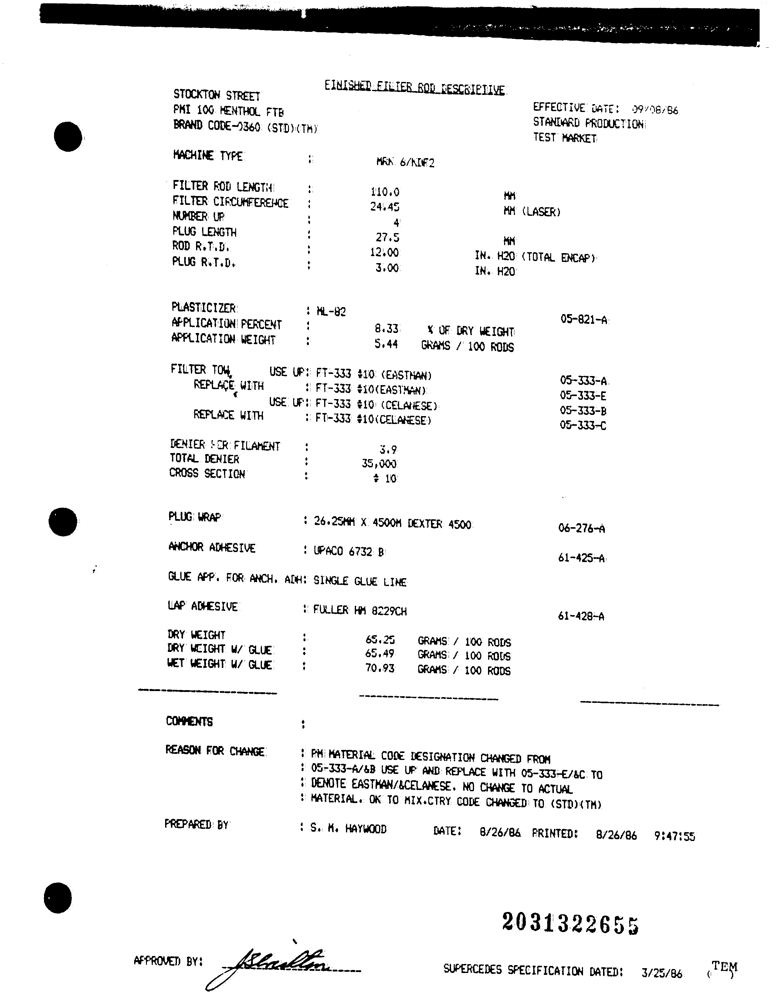 FINISHED FILTER ROD DESCRIPTIVE
STOCKTON STREET
PMI 100 MENTHOL FTB
BRAND CODE-0360 (STD)(TM)
EFFECTIVE DATE: 09/08/86
STANDARD PRODUCTION
TEST MARKET
MACHINE TYPE : MRK 6/KDF2
FILTER ROD LENGTH : 110.0 MM
FILTER CIRCUMFERENCE : 24.45 MM (LASER)
NUMBER UP : 4
PLUG LENGTH : 27.5 MM
ROD R.T.D. : 12.00 IN. H2O (TOTAL ENCAP)
PLUG R.T.D. : 3.00 IN. H2O
PLASTICIZER : ML-82 05-821-A
APPLICATION PERCENT : 8.33 % OF DRY WEIGHT
APPLICATION WEIGHT : 5.44 GRAMS / 100 RODS
FILTER TOW USE UP: FT-333 #10 (EASTMAN) 05-333-A
REPLACE WITH : FT-333 #10(EASTMAN) 05-333-E
USE UP: FT-333 #10 (CELANESE) 05-333-B
REPLACE WITH : FT-333 #10(CELANESE) 05-333-C
DENIER PER FILAMENT : 3.9
TOTAL DENIER : 35,000
CROSS SECTION : # 10
PLUG WRAP : 26.25MM X 4500M DEXTER 4500 06-276-A
ANCHOR ADHESIVE : UPACO 6732 B 61-425-A
GLUE APP. FOR ANCH. ADH: SINGLE GLUE LINE
LAP ADHESIVE : FULLER HM 8229CH 61-428-A
DRY WEIGHT : 65.25 GRAMS / 100 RODS
DRY WEIGHT W/ GLUE : 65.49 GRAMS / 100 RODS
WET WEIGHT W/ GLUE : 70.93 GRAMS / 100 RODS
COMMENTS :
REASON FOR CHANGE : PM MATERIAL CODE DESIGNATION CHANGED FROM
: 05-333-A/&B USE UP AND REPLACE WITH 05-333-E/&C TO
: DENOTE EASTMAN/&CELANESE. NO CHANGE TO ACTUAL
: MATERIAL. OK TO MIX.CTRY CODE CHANGED TO (STD)(TM)
PREPARED BY : S. M. HAYWOOD DATE: 8/26/86 PRINTED: 8/26/86 9:47:55
2031322655
APPROVED BY:
SUPERCEDES SPECIFICATION DATED: 3/25/86 (TEM)